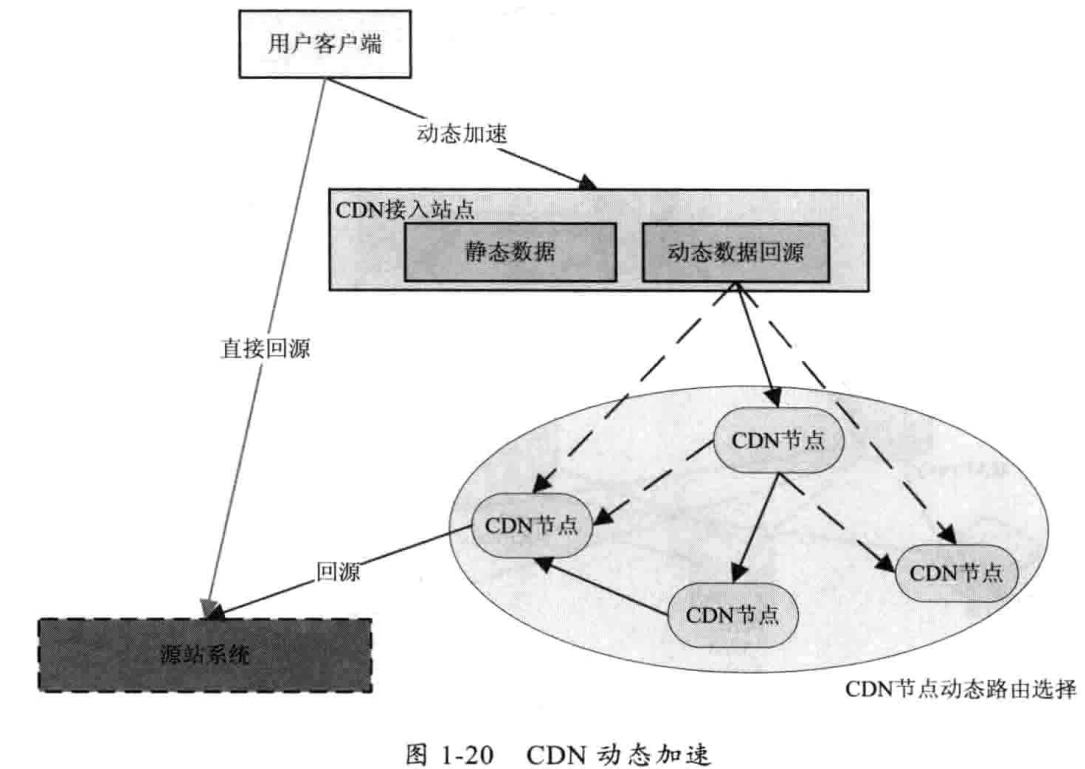 用户客户端
动态加速
CDN接入站点
静态数据
动态数据回源
直接回源
CDN节点
CDN节点
CDN节点
CDN节点
回源
源站系统
CDN节点动态路由选择
图 1-20 CDN 动态加速